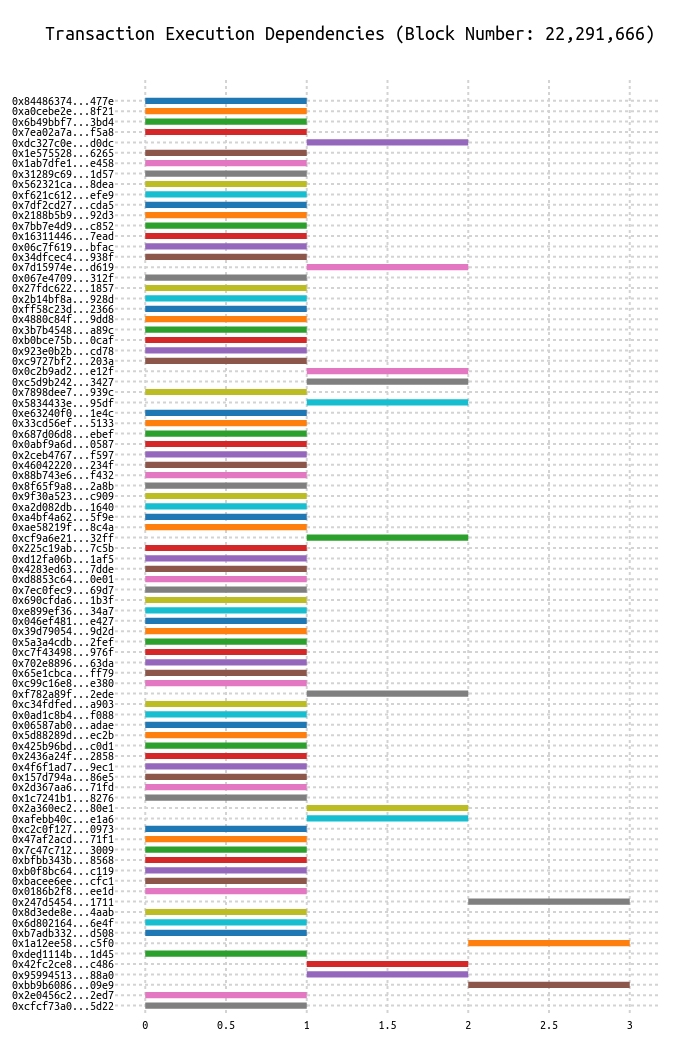 Transaction Execution Dependencies (Block Number: 22,291,666)
0x84486374...477e
0xa0cebe2e...8f21
0x6b49bbf7...3bd4
0x7ea02a7a...f5a8
0xdc327c0e...d0dc
0x1e575528...6265
0x1ab7dfe1...e458
0x31289c69...1d57
0x562321ca...8dea
0xf621c612...efe9
0x7df2cd27...cda5
0x2188b5b9...92d3
0x7bb7e4d9...c852
0x16311446...7ead
0x06c7f619...bfac
0x34dfcec4...938f
0x7d15974e...d619
0x067e4709...312f
0x27fdc622...1857
0x2b14bf8a...928d
0xff58c23d...2366
0x4880c84f...9dd8
0x3b7b4548...a89c
0xb0bce75b...0caf
0x923e0b2b...cd78
0xc9727bf2...203a
0x0c2b9ad2...e12f
0xc5d9b242...3427
0x7898dee7...939c
0x5834433e...95df
0xe63240f0...1e4c
0x33cd56ef...5133
0x687d06d8...ebef
0x0abf9a6d...0587
0x2ceb4767...f597
0x46042220...234f
0x88b743e6...f432
0x8f65f9a8...2a8b
0x9f30a523...c909
0xa2d082db...1640
0xa4bf4a62...5f9e
0xae58219f...8c4a
0xcf9a6e21...32ff
0x225c19ab...7c5b
0xd12fa06b...1af5
0x4283ed63...7dde
0xd8853c64...0e01
0x7ec0fec9...69d7
0x690cfda6...1b3f
0xe899ef36...34a7
0x046ef481...e427
0x39d79054...9d2d
0x5a3a4cdb...2fef
0xc7f43498...976f
0x702e8896...63da
0x65e1cbca...ff79
0xc99c16e8...e380
0xf782a89f...2ede
0xc34fdfed...a903
0x0ad1c8b4...f088
0x06587ab0...adae
0x5d88289d...ec2b
0x425b96bd...c0d1
0x2436a24f...2858
0x4f6f1ad7...9ec1
0x157d794a...86e5
0x2d367aa6...71fd
0x1c7241b1...8276
0x2a360ec2...80e1
0xafebb40c...e1a6
0xc2c0f127...0973
0x47af2acd...71f1
0x7c47c712...3009
0xbfbb343b...8568
0xb0f8bc64...c119
0xbacee6ee...cfc1
0x0186b2f8...ee1d
0x247d5454...1711
0x8d3ede8e...4aab
0x6d802164...6e4f
0xb7adb332...d508
0x1a12ee58...c5f0
0xded1114b...1d45
0x42fc2ce8...c486
0x95994513...88a0
0xbb9b6086...09e9
0x2e0456c2...2ed7
0xcfcf73a0...5d22
0 0.5 1 1.5 2 2.5 3